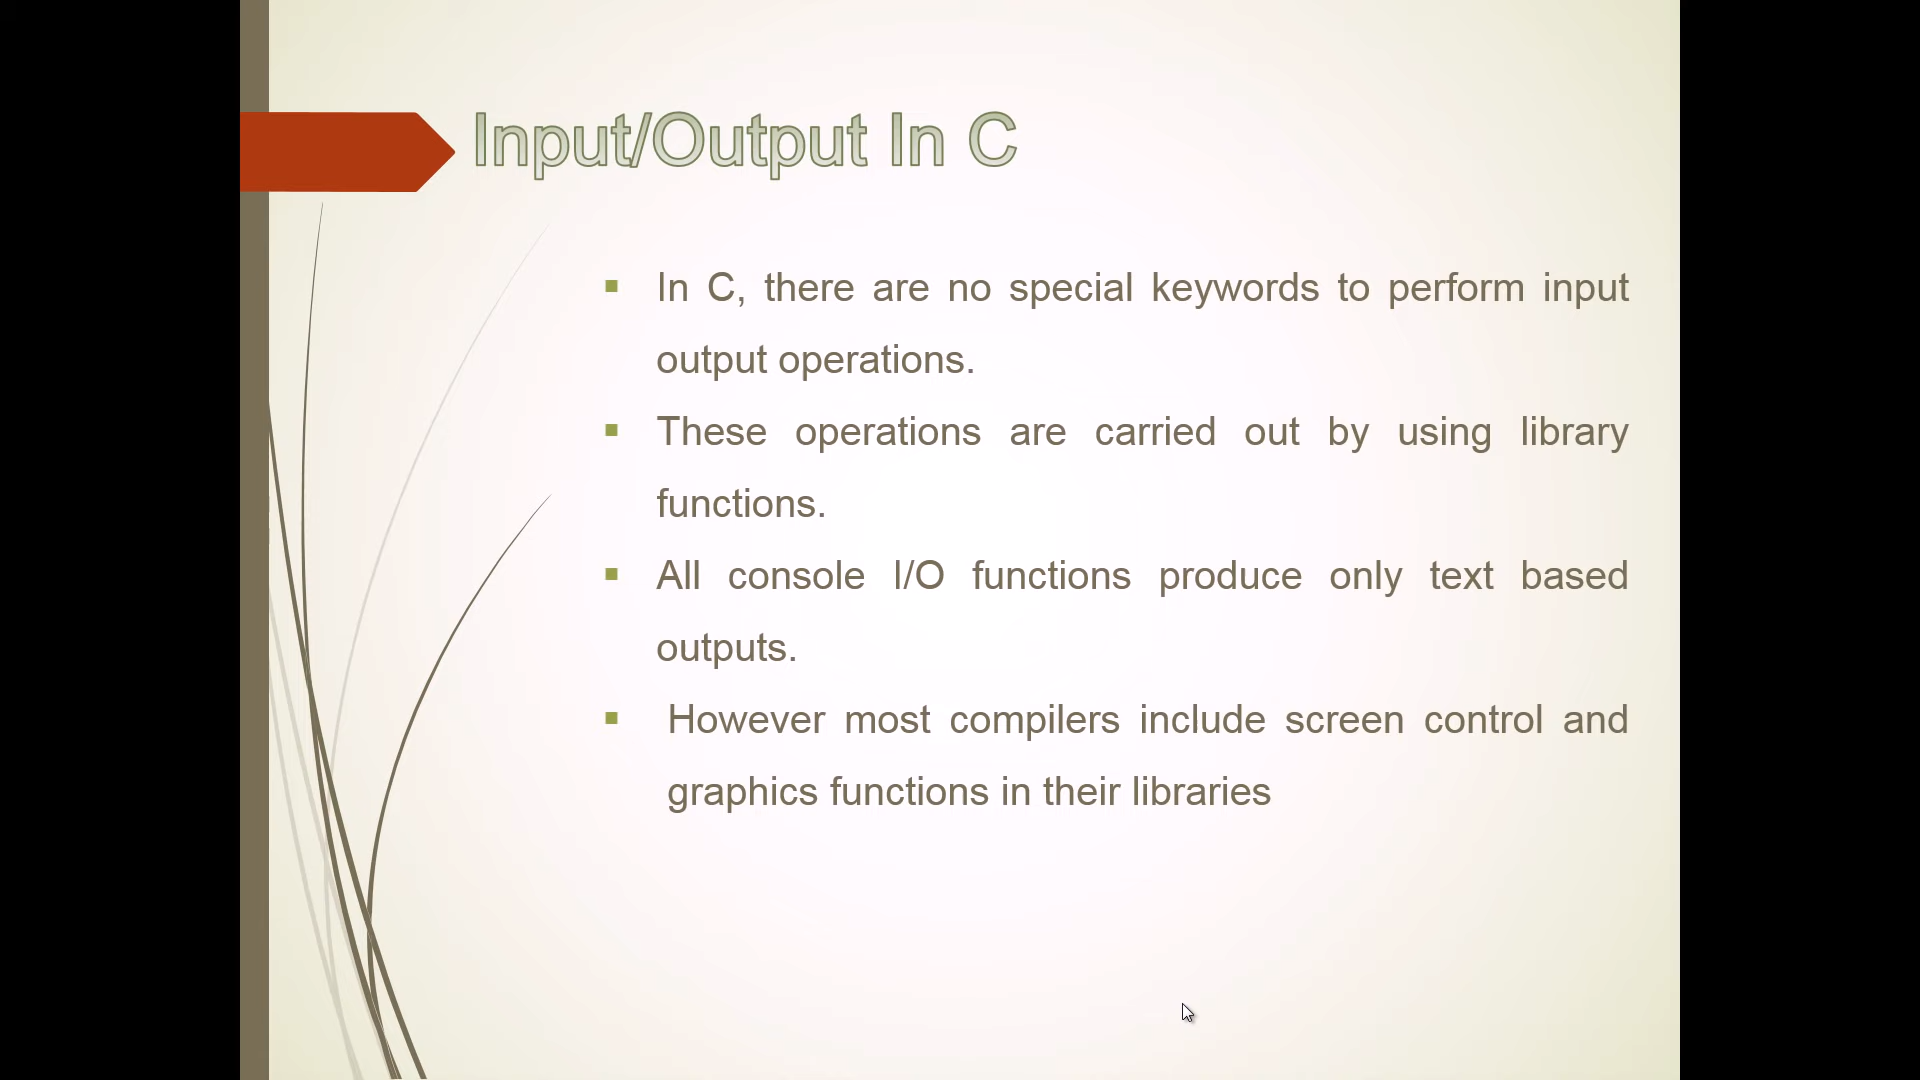 Input/Output In C
In C, there are no special keywords to perform input
output operations.
These operations are carried out by using library
functions.
All console I/O functions produce only text based
outputs.
However most compilers include screen control and
graphics functions in their libraries